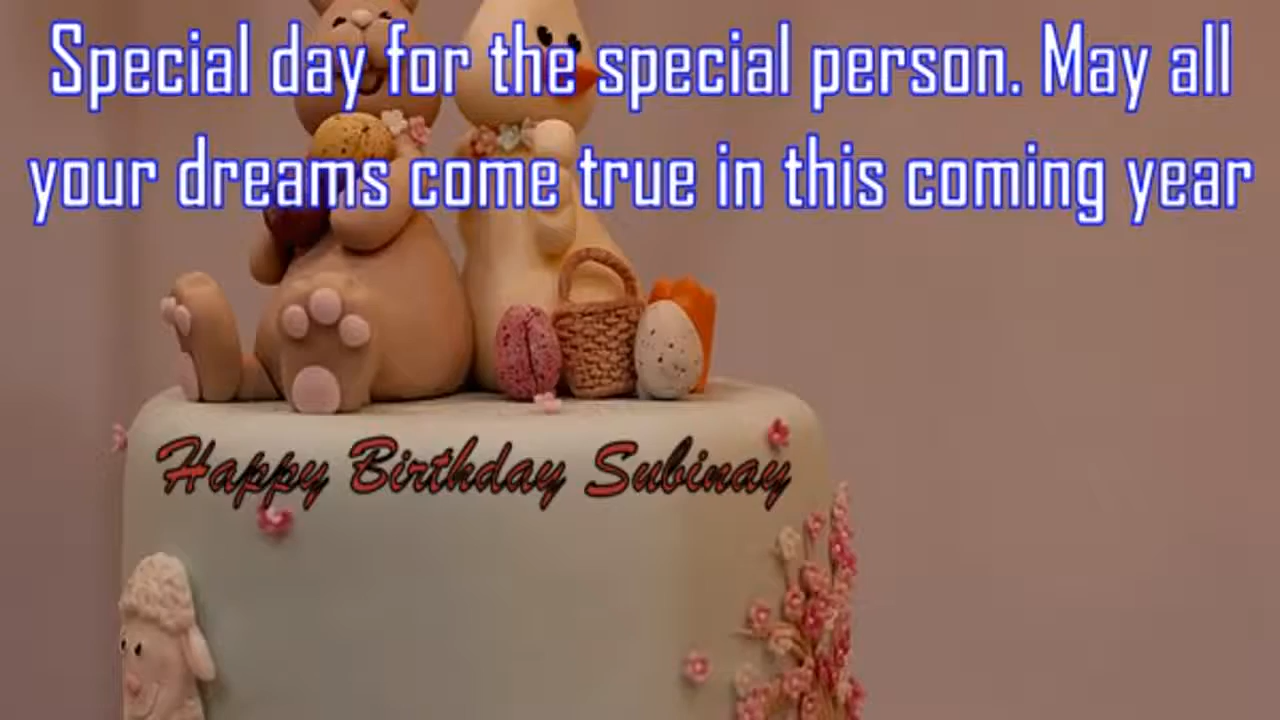 Special day for the special person. May all
your dreams come true in this coming year
Happy Birthday Subinay